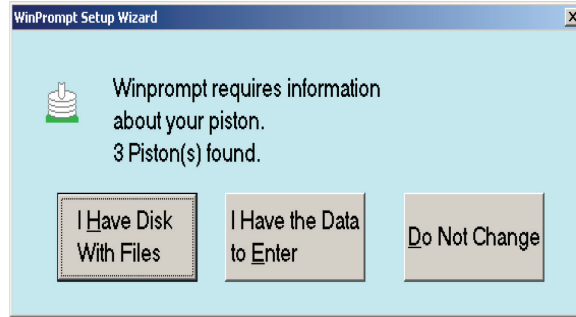 WinPrompt Setup Wizard
X
Winprompt requires information
about your piston.
3 Piston(s) found.
I Have Disk
With Files
I Have the Data
to Enter
Do Not Change